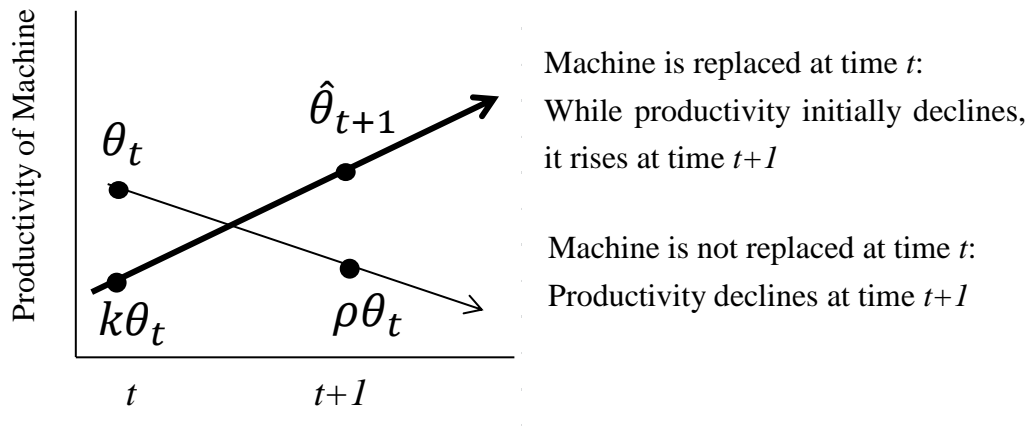 Productivity of Machine
θ_t
θ̂_{t+1}
kθ_t
ρθ_t
t
t+1
Machine is replaced at time t:
While productivity initially declines,
it rises at time t+1
Machine is not replaced at time t:
Productivity declines at time t+1